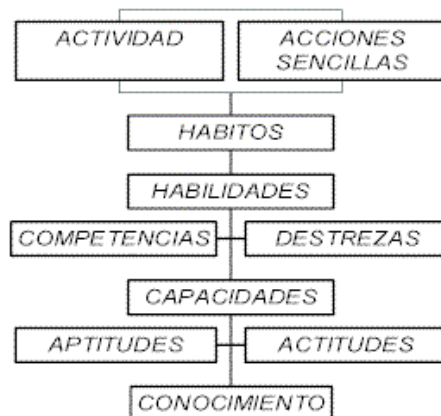 ACTIVIDAD
ACCIONES
SENCILLAS
HABITOS
HABILIDADES
COMPETENCIAS
DESTREZAS
CAPACIDADES
APTITUDES
ACTITUDES
CONOCIMIENTO